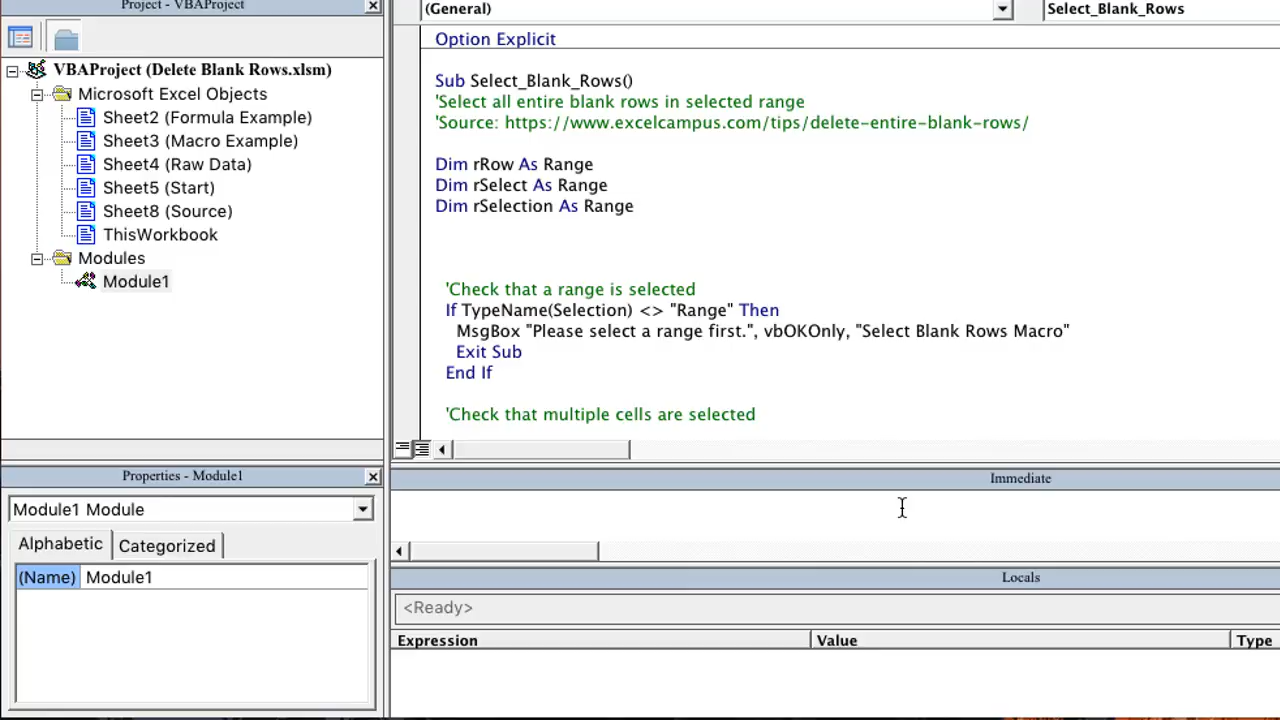 Project - VBAProject
VBAProject (Delete Blank Rows.xlsm)
Microsoft Excel Objects
Sheet2 (Formula Example)
Sheet3 (Macro Example)
Sheet4 (Raw Data)
Sheet5 (Start)
Sheet8 (Source)
ThisWorkbook
Modules
Module1
Properties - Module1
Module1 Module
Alphabetic
Categorized
(Name) Module1
(General)
Select_Blank_Rows
Option Explicit
Sub Select_Blank_Rows()
'Select all entire blank rows in selected range
'Source: https://www.excelcampus.com/tips/delete-entire-blank-rows/
Dim rRow As Range
Dim rSelect As Range
Dim rSelection As Range
'Check that a range is selected
If TypeName(Selection) <> "Range" Then
MsgBox "Please select a range first.", vbOKOnly, "Select Blank Rows Macro"
Exit Sub
End If
'Check that multiple cells are selected
Immediate
Locals
<Ready>
Expression Value Type